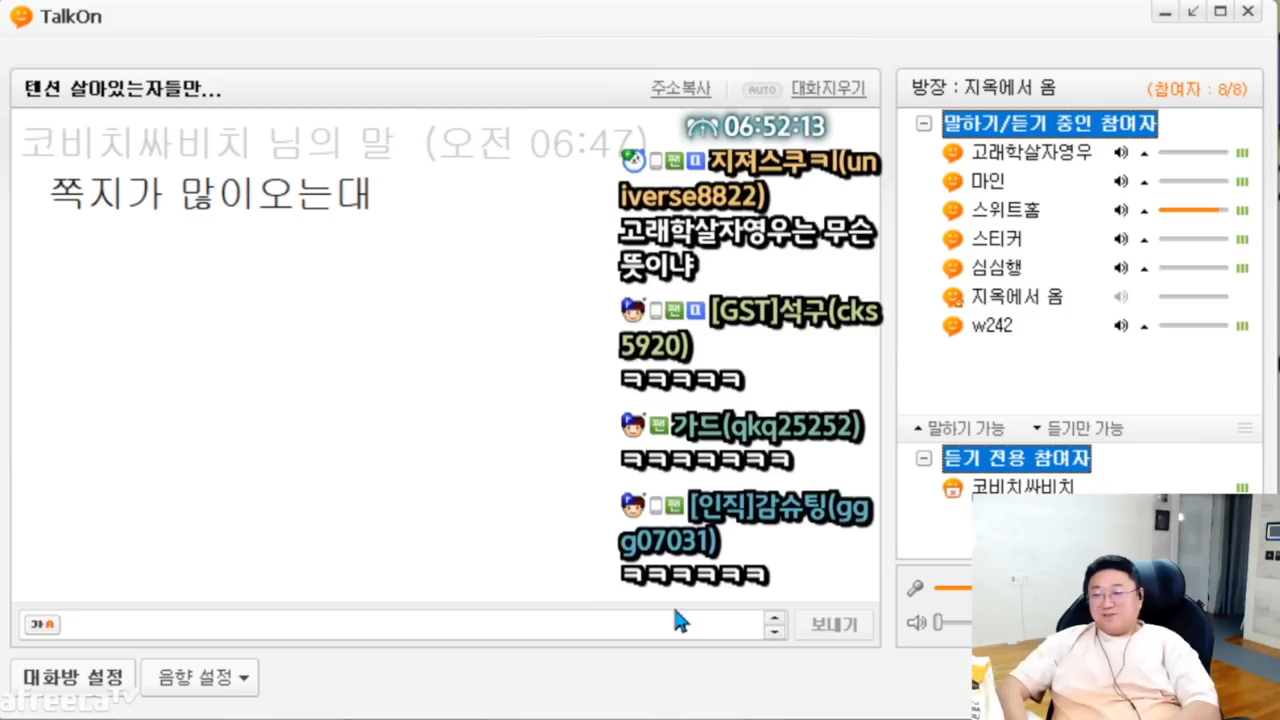 TalkOn
텐션 살아있는자들만...
주소복사
AUTO
대화지우기
코비치싸비치 님의 말 (오전 06:47)
쪽지가 많이오는대
06:52:13
팬
지져스쿠ㅋl(un
iverse8822)
고래학살자영우는 무슨
뜻이냐
팬
[GST]석구(cks
5920)
ㅋㅋㅋㅋㅋ
팬 가드(qkq25252)
ㅋㅋㅋㅋㅋㅋㅋ
팬 [인직]감슈팅(gg
g07031)
ㅋㅋㅋㅋㅋㅋ
가
보내기
대화방 설정
음향 설정
afreecaTV
방장 : 지옥에서 옴
(참여자 : 8/8)
말하기/듣기 중인 참여자
고래학살자영우
마인
스위트홈
스티커
심심행
지옥에서 옴
w242
말하기 가능
듣기만 가능
듣기 전용 참여자
코비치싸비치